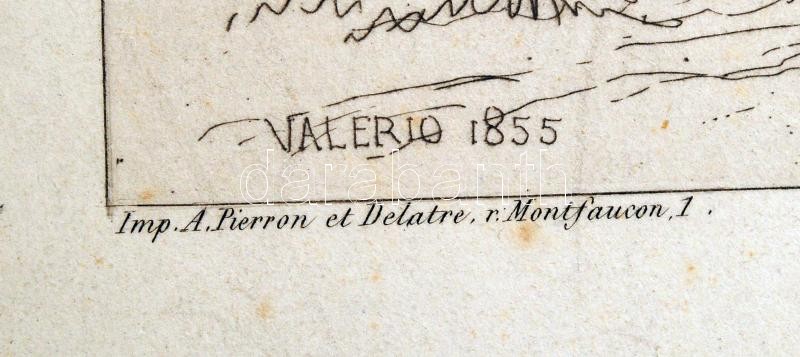 VALERIO 1855
darabanth
Imp. A. Pierron et Delatre, r. Montfaucon, 1.